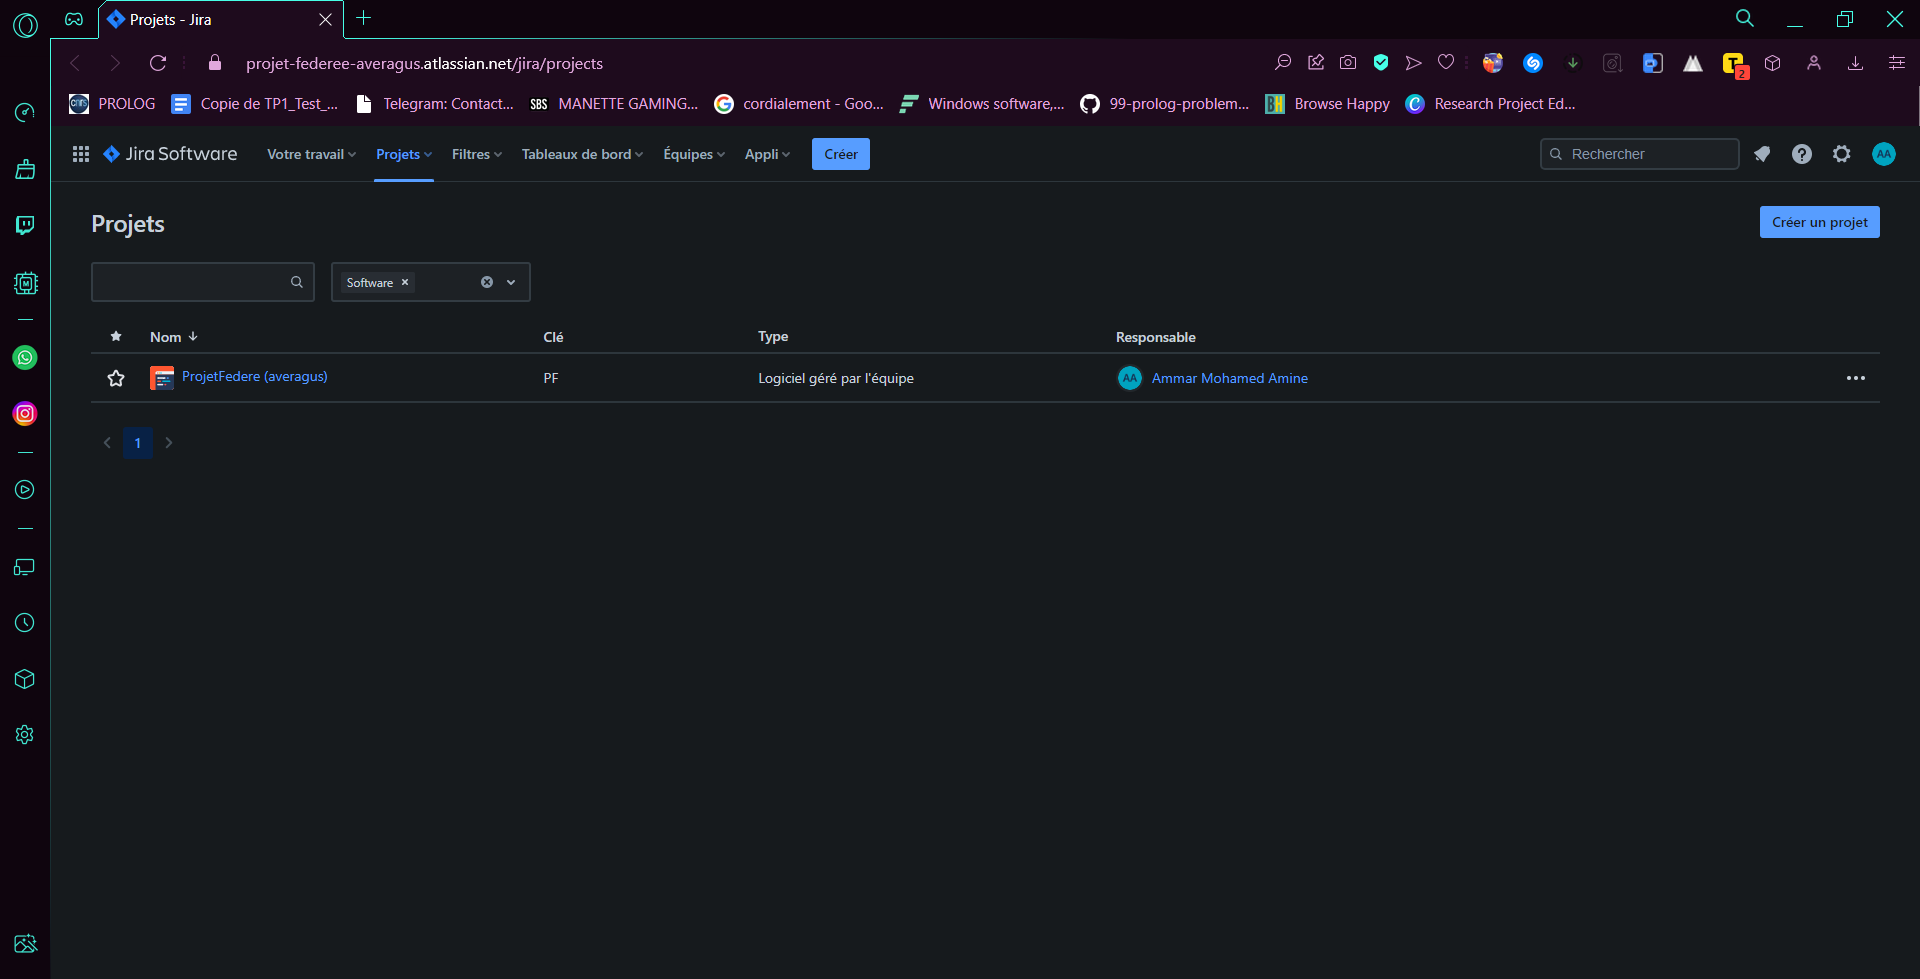 Projets - Jira
projet-federee-averagus.atlassian.net/jira/projects
T 2
PROLOG Copie de TP1_Test_... Telegram: Contact... SBS MANETTE GAMING... cordialement - Goo... Windows software,... 99-prolog-problem... BH Browse Happy Research Project Ed...
Jira Software Votre travail Projets Filtres Tableaux de bord Équipes Appli Créer Rechercher AA
Projets Créer un projet
Software
Nom Clé Type Responsable
ProjetFedere (averagus) PF Logiciel géré par l'équipe AA Ammar Mohamed Amine
1